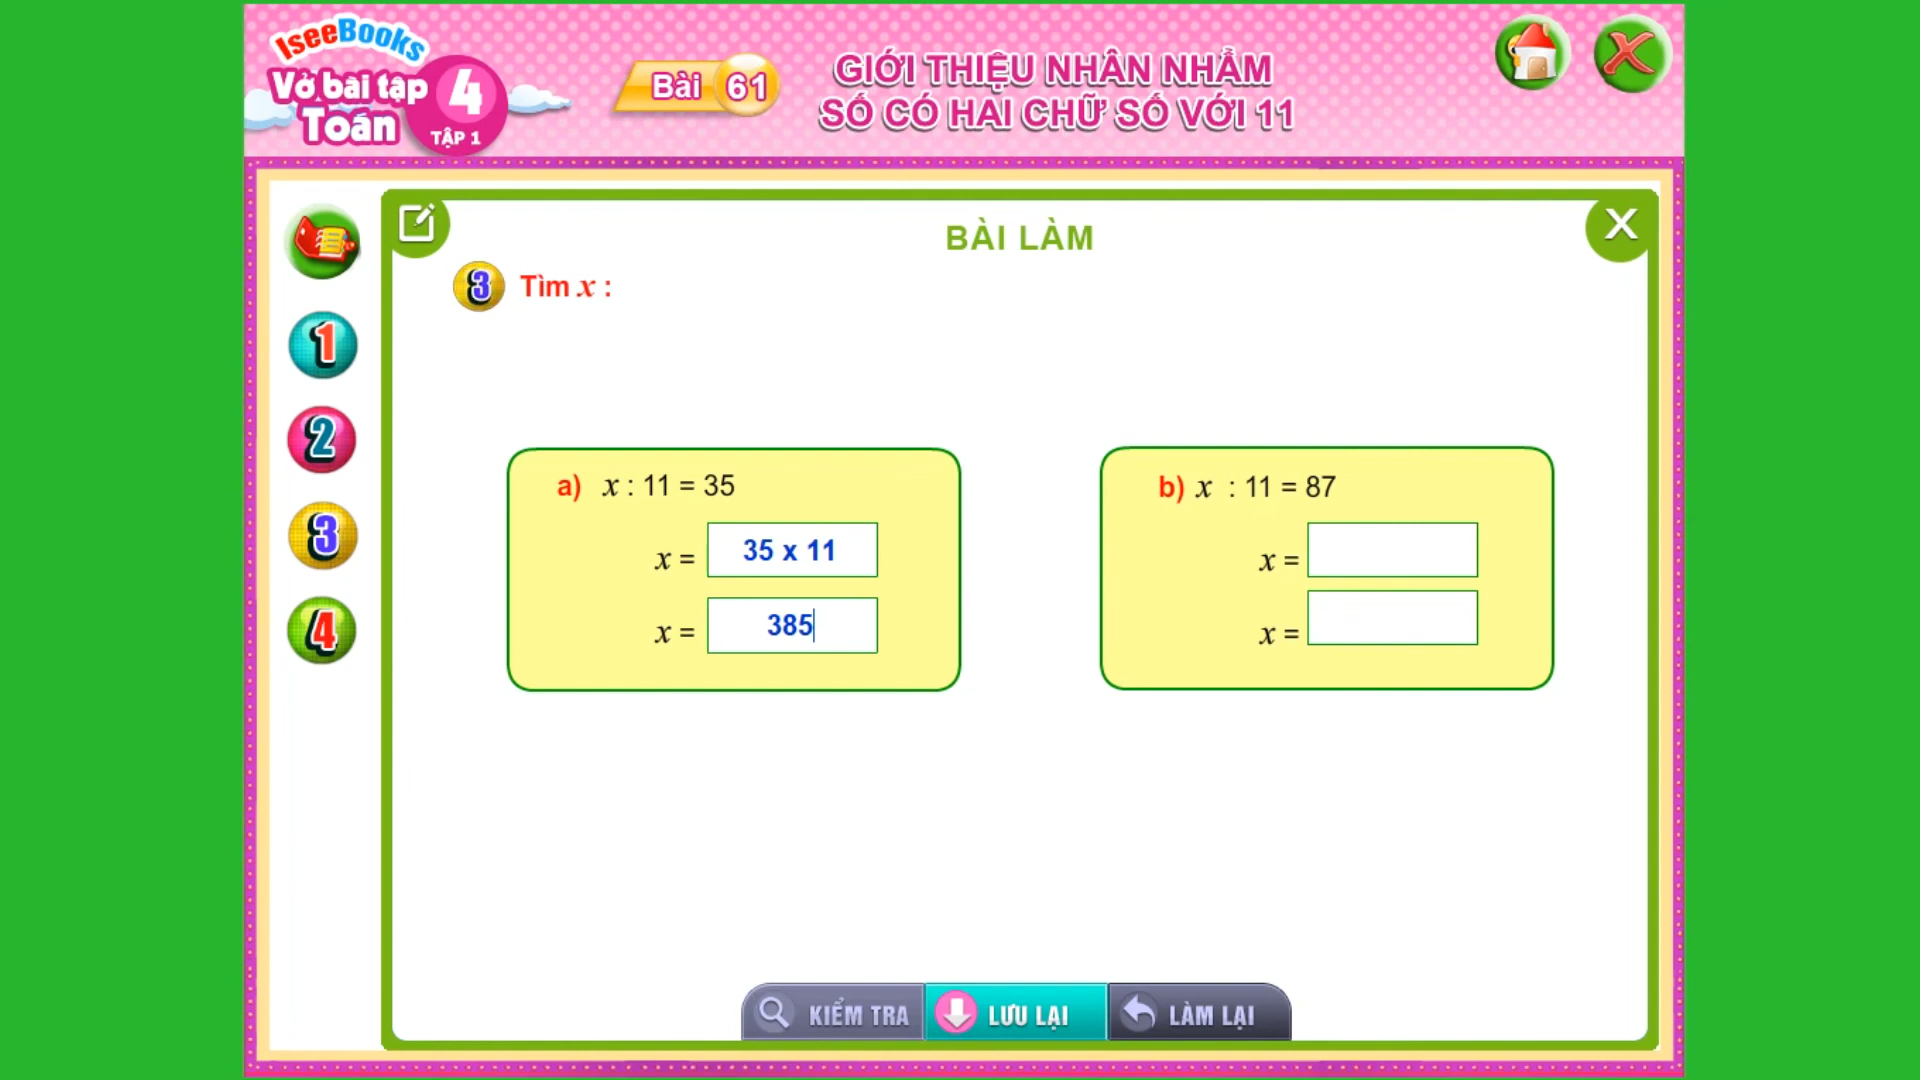 IseeBooks
Vở bài tập
Toán
4
TẬP 1
Bài 61
GIỚI THIỆU NHÂN NHẨM
SỐ CÓ HAI CHỮ SỐ VỚI 11
BÀI LÀM
3 Tìm x :
1
2
3
4
a) x : 11 = 35
x = 35 x 11
x = 385
b) x : 11 = 87
x =
x =
KIỂM TRA
LƯU LẠI
LÀM LẠI